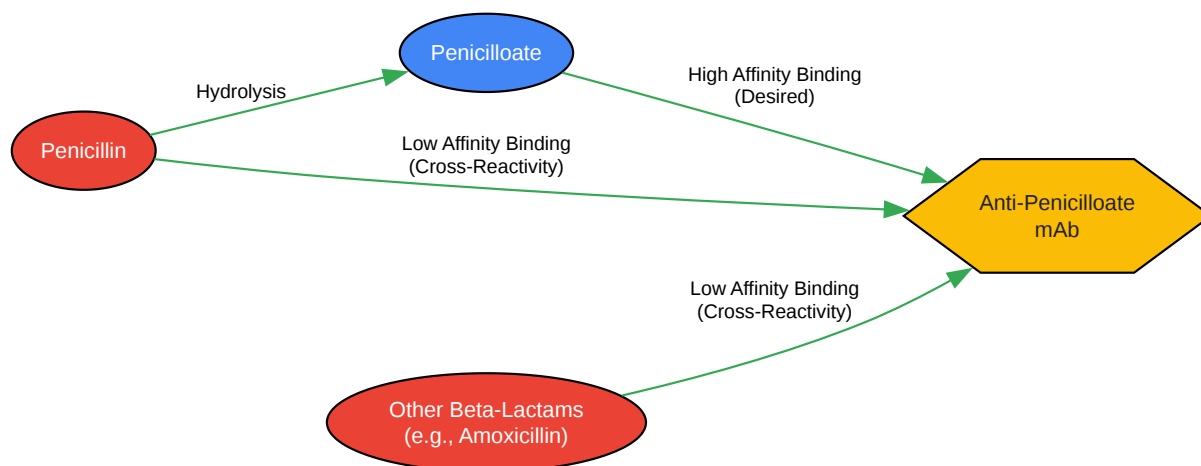 Penicilloate
High Affinity Binding
(Desired)
Hydrolysis
Penicillin
Low Affinity Binding
(Cross-Reactivity)
Anti-Penicilloate
mAb
Low Affinity Binding
(Cross-Reactivity)
Other Beta-Lactams
(e.g., Amoxicillin)